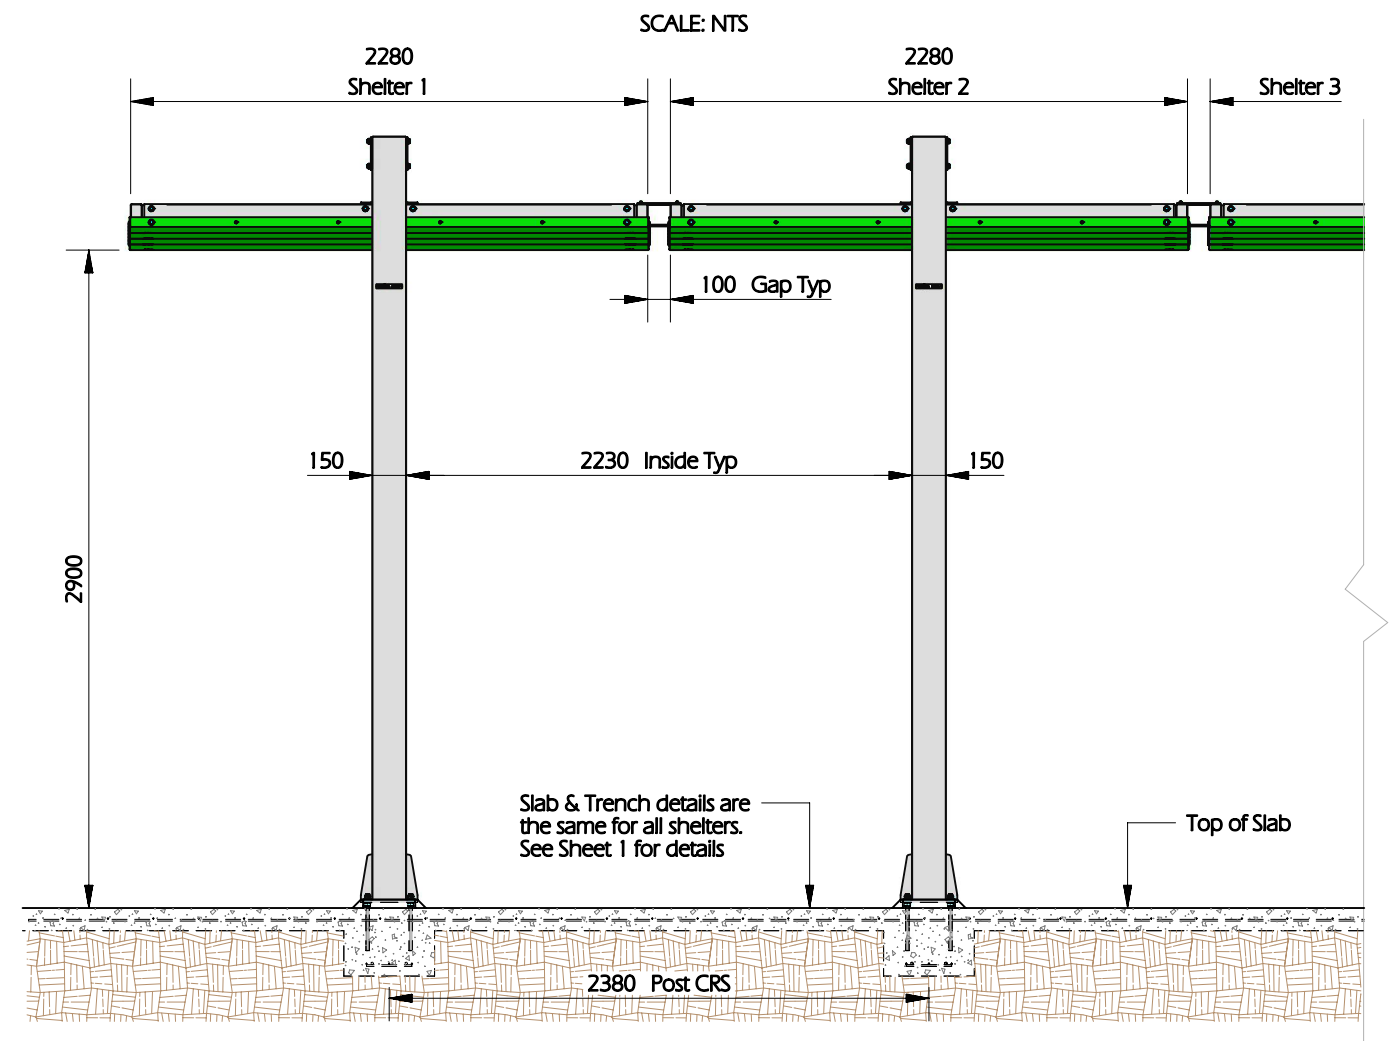 SCALE: NTS
2280
Shelter 1
2280
Shelter 2
Shelter 3
100 Gap Typ
150
2230 Inside Typ
150
2900
Slab & Trench details are
the same for all shelters.
See Sheet 1 for details
Top of Slab
2380 Post CRS